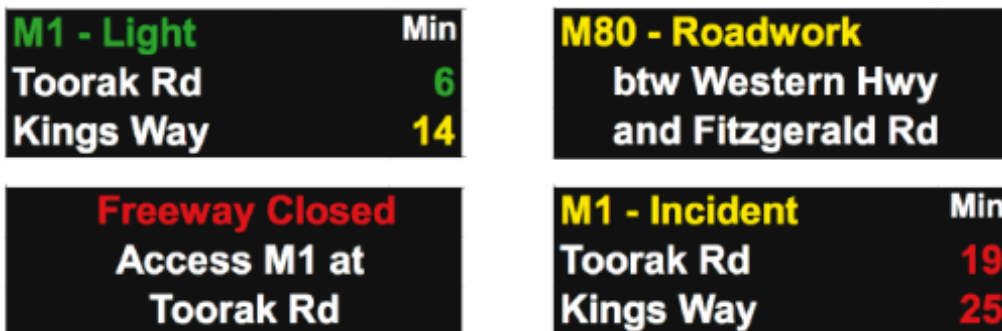 M1 - Light Min
Toorak Rd 6
Kings Way 14
M80 - Roadwork
btw Western Hwy
and Fitzgerald Rd
Freeway Closed
Access M1 at
Toorak Rd
M1 - Incident Min
Toorak Rd 19
Kings Way 25